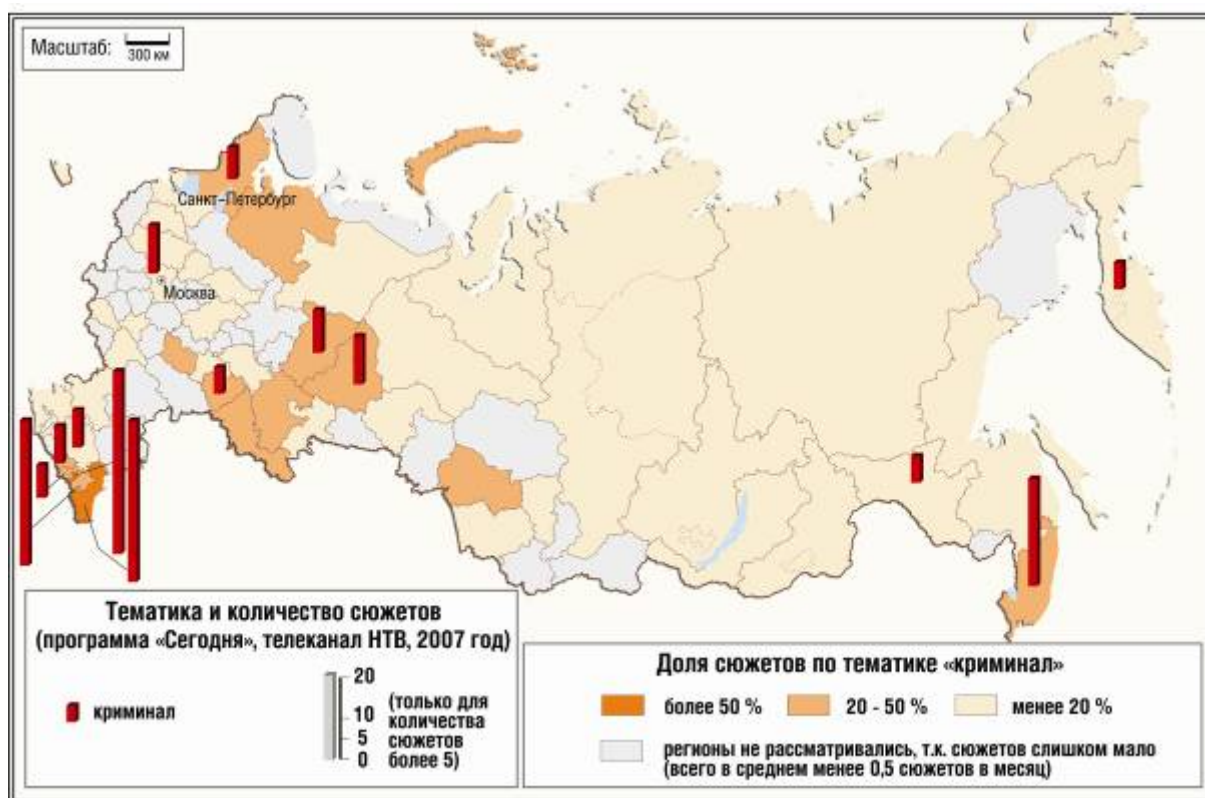 Масштаб:
300 км
Санкт-Петербург
Москва
Тематика и количество сюжетов
(программа «Сегодня», телеканал НТВ, 2007 год)
криминал
20
10
5
0
(только для
количества
сюжетов
более 5)
Доля сюжетов по тематике «криминал»
более 50 %
20 - 50 %
менее 20 %
регионы не рассматривались, т.к. сюжетов слишком мало
(всего в среднем менее 0,5 сюжетов в месяц)